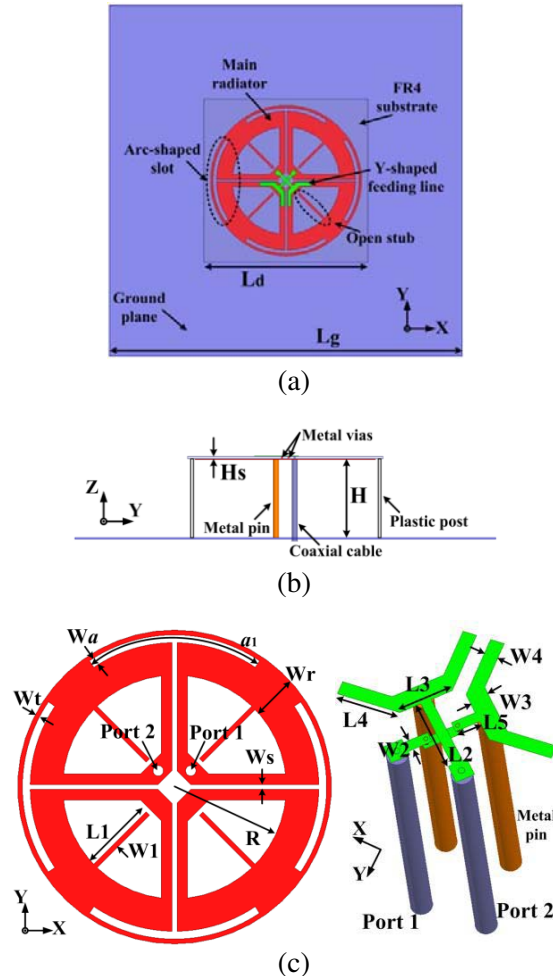 Main
radiator
FR4
substrate
Arc-shaped
slot
Y-shaped
feeding line
Open stub
Ld
Ground
plane
Y
X
Lg
(a)
Metal vias
Hs
Z
Y
H
Metal pin
Plastic post
Coaxial cable
(b)
Wa
a1
Wr
Wt
Port 2
Port 1
Ws
L1
W1
R
Y
X
W4
L3
W3
L4
L5
W2
L2
Metal
pin
X
Y
Port 1
Port 2
(c)